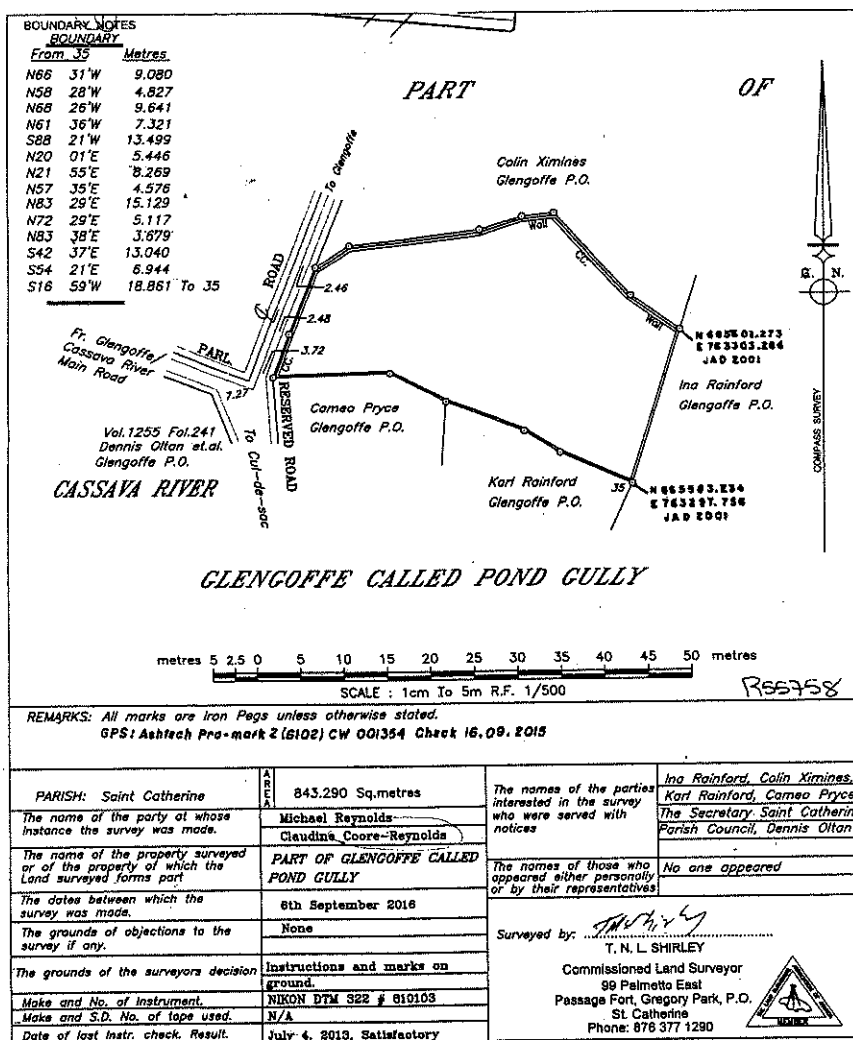 BOUNDARY NOTES
BOUNDARY
From 35 Metres
N66 31'W 9.080
N58 28'W 4.827
N68 26'W 9.641
N61 36'W 7.321
S88 21'W 13.499
N20 01'E 5.446
N21 55'E 8.269
N57 35'E 4.576
N83 29'E 15.129
N72 29'E 5.117
N83 38'E 3.679
S42 37'E 13.040
S54 21'E 6.944
S16 59'W 18.861 To 35
PART OF
Colin Ximines
Glengoffe P.O.
To Glengoffe
Wall
Cc.
Wall
ROAD
PARL.
2.46
2.48
3.72
Cc.
7.27
Fr. Glengoffe/
Cassava River
Main Road
RESERVED ROAD
To Cul-de-sac
Vol.1255 Fol.241
Dennis Oltan et.al.
Glengoffe P.O.
CASSAVA RIVER
Cameo Pryce
Glengoffe P.O.
Karl Rainford
Glengoffe P.O.
Ina Rainford
Glengoffe P.O.
JAD 2001
35
JAD 2001
G. N.
COMPASS SURVEY
GLENGOFFE CALLED POND GULLY
metres 5 2.5 0 5 10 15 20 25 30 35 40 45 50 metres
SCALE : 1cm To 5m R.F. 1/500
R55758
REMARKS: All marks are Iron Pegs unless otherwise stated.
GPS: Ashtech Pro-mark 2 (6102) CW 001354 Check 16.09.2015
PARISH: Saint Catherine
AREA
843.290 Sq.metres
The name of the party at whose
instance the survey was made.
Michael Reynolds
Claudine Coore-Reynolds
The name of the property surveyed
or of the property of which the
Land surveyed forms part
PART OF GLENGOFFE CALLED
POND GULLY
The dates between which the
survey was made.
6th September 2016
The grounds of objections to the
survey if any.
None
The grounds of the surveyors decision
Instructions and marks on
ground.
Make and No. of Instrument.
NIKON DTM 322 # 810103
Make and S.D. No. of tape used.
N/A
Date of last Instr. check. Result.
July 4, 2013. Satisfactory
The names of the parties
interested in the survey
who were served with
notices
Ina Rainford, Colin Ximines,
Karl Rainford, Cameo Pryce
The Secretary Saint Catherin
Parish Council, Dennis Oltan
The names of those who
appeared either personally
or by their representatives
No one appeared
Surveyed by:
T. N. L. SHIRLEY
Commissioned Land Surveyor
99 Palmetto East
Passage Fort, Gregory Park, P.O.
St. Catherine
Phone: 876 377 1290
MEMBER